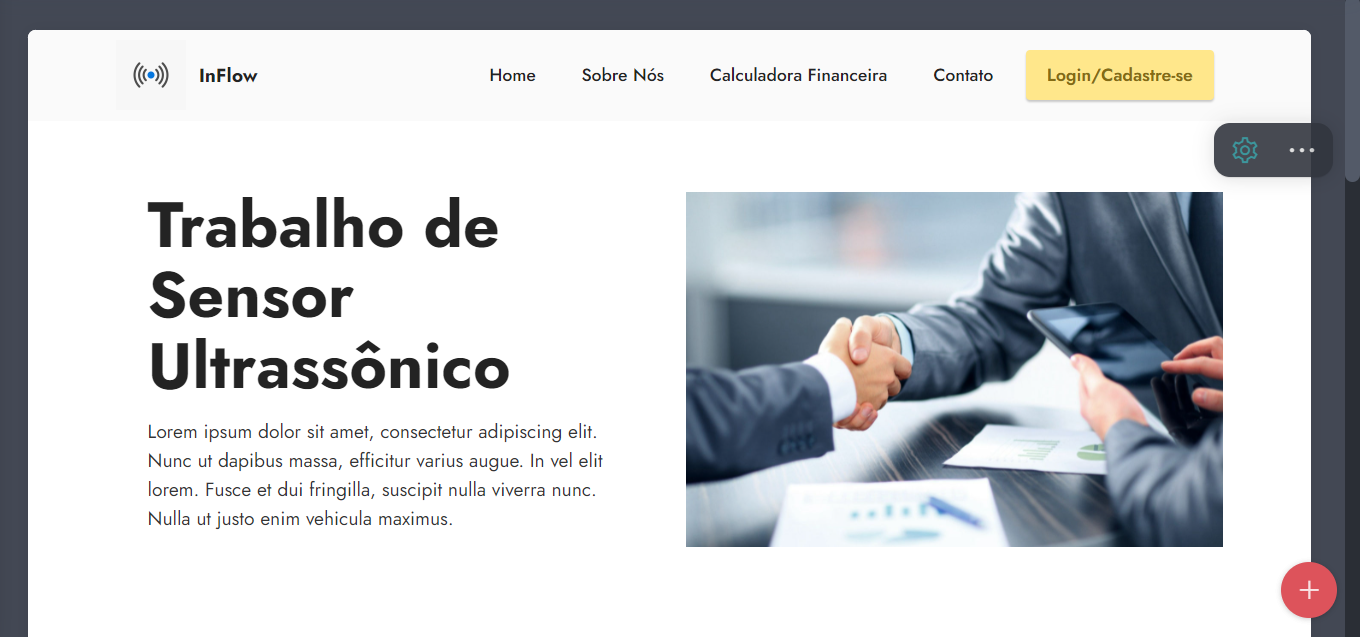 InFlow
Home
Sobre Nós
Calculadora Financeira
Contato
Login/Cadastre-se
Trabalho de
Sensor
Ultrassônico
Lorem ipsum dolor sit amet, consectetur adipiscing elit.
Nunc ut dapibus massa, efficitur varius augue. In vel elit
lorem. Fusce et dui fringilla, suscipit nulla viverra nunc.
Nulla ut justo enim vehicula maximus.